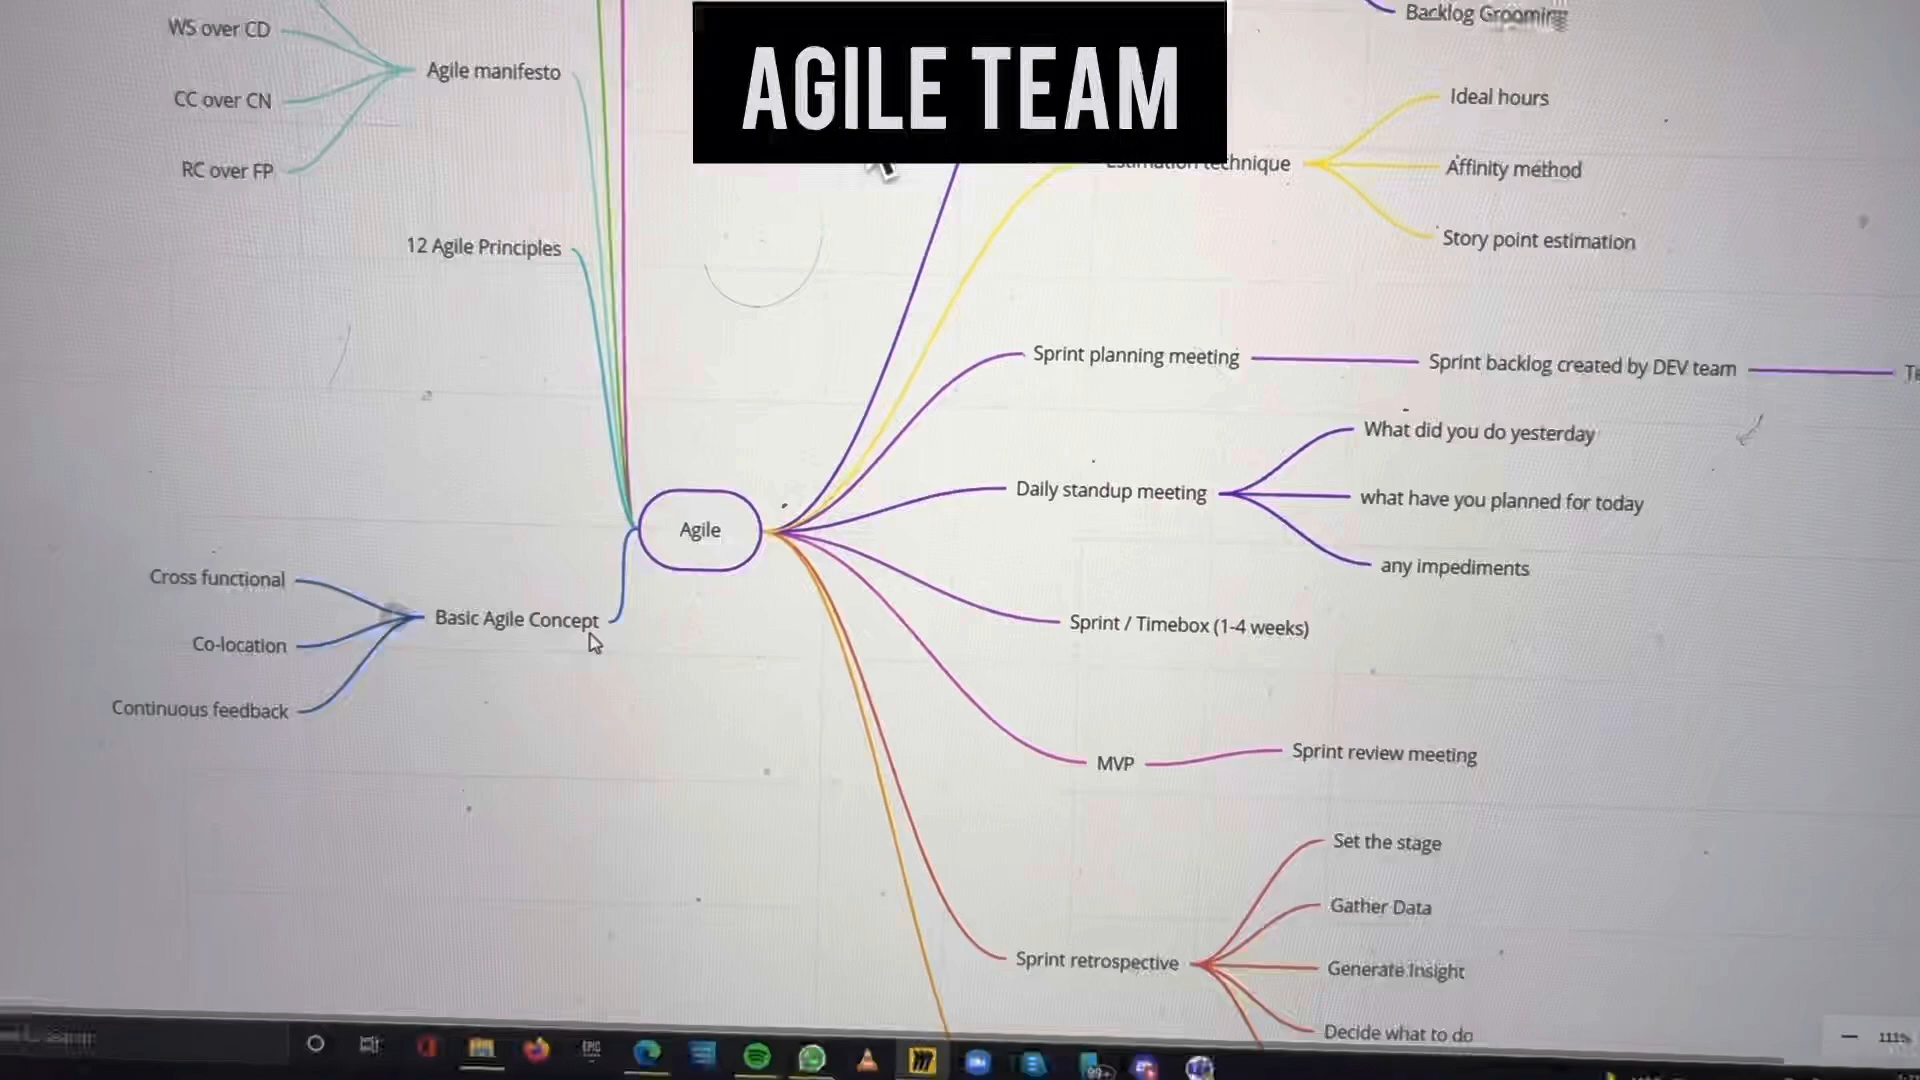 AGILE TEAM
WS over CD
CC over CN
RC over FP
Agile manifesto
12 Agile Principles
Agile
Cross functional
Co-location
Continuous feedback
Basic Agile Concept
Backlog Grooming
technique
Ideal hours
Affinity method
Story point estimation
Sprint planning meeting
Sprint backlog created by DEV team
Daily standup meeting
What did you do yesterday
what have you planned for today
any impediments
Sprint / Timebox (1-4 weeks)
MVP
Sprint review meeting
Sprint retrospective
Set the stage
Gather Data
Generate Insight
Decide what to do
EPIC
99+
111%